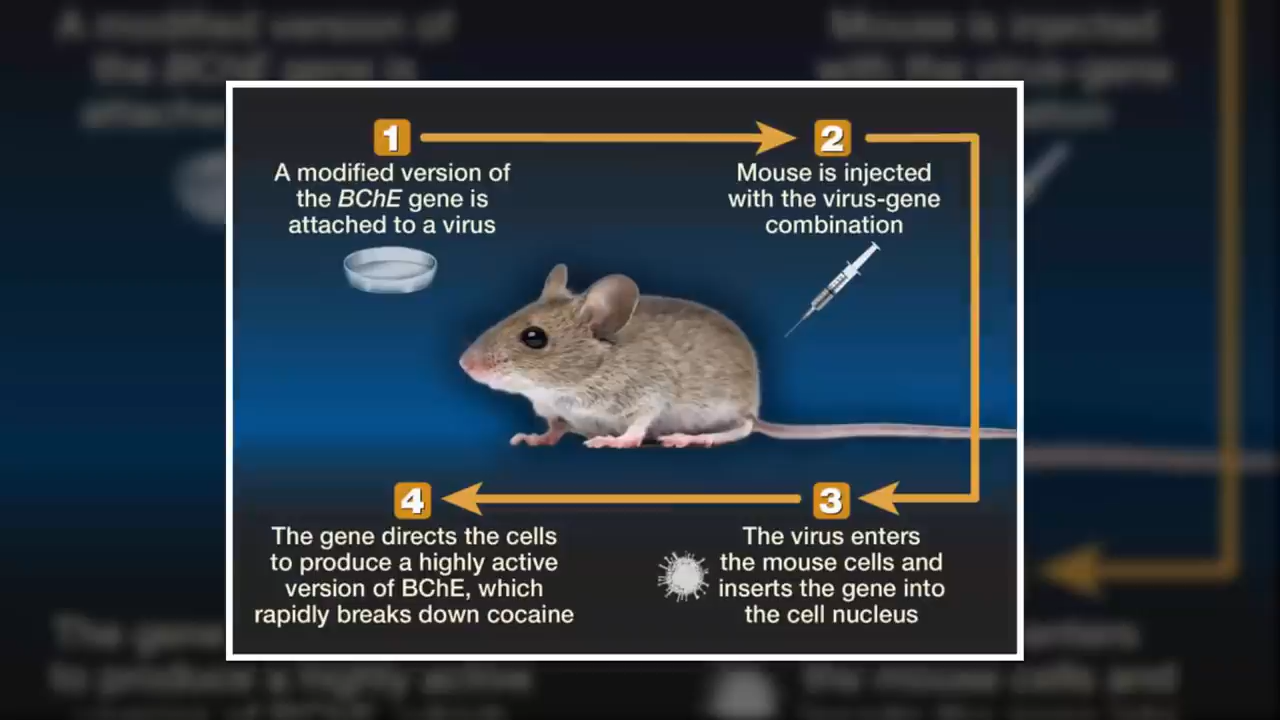 1
A modified version of
the BChE gene is
attached to a virus
2
Mouse is injected
with the virus-gene
combination
3
The virus enters
the mouse cells and
inserts the gene into
the cell nucleus
4
The gene directs the cells
to produce a highly active
version of BChE, which
rapidly breaks down cocaine